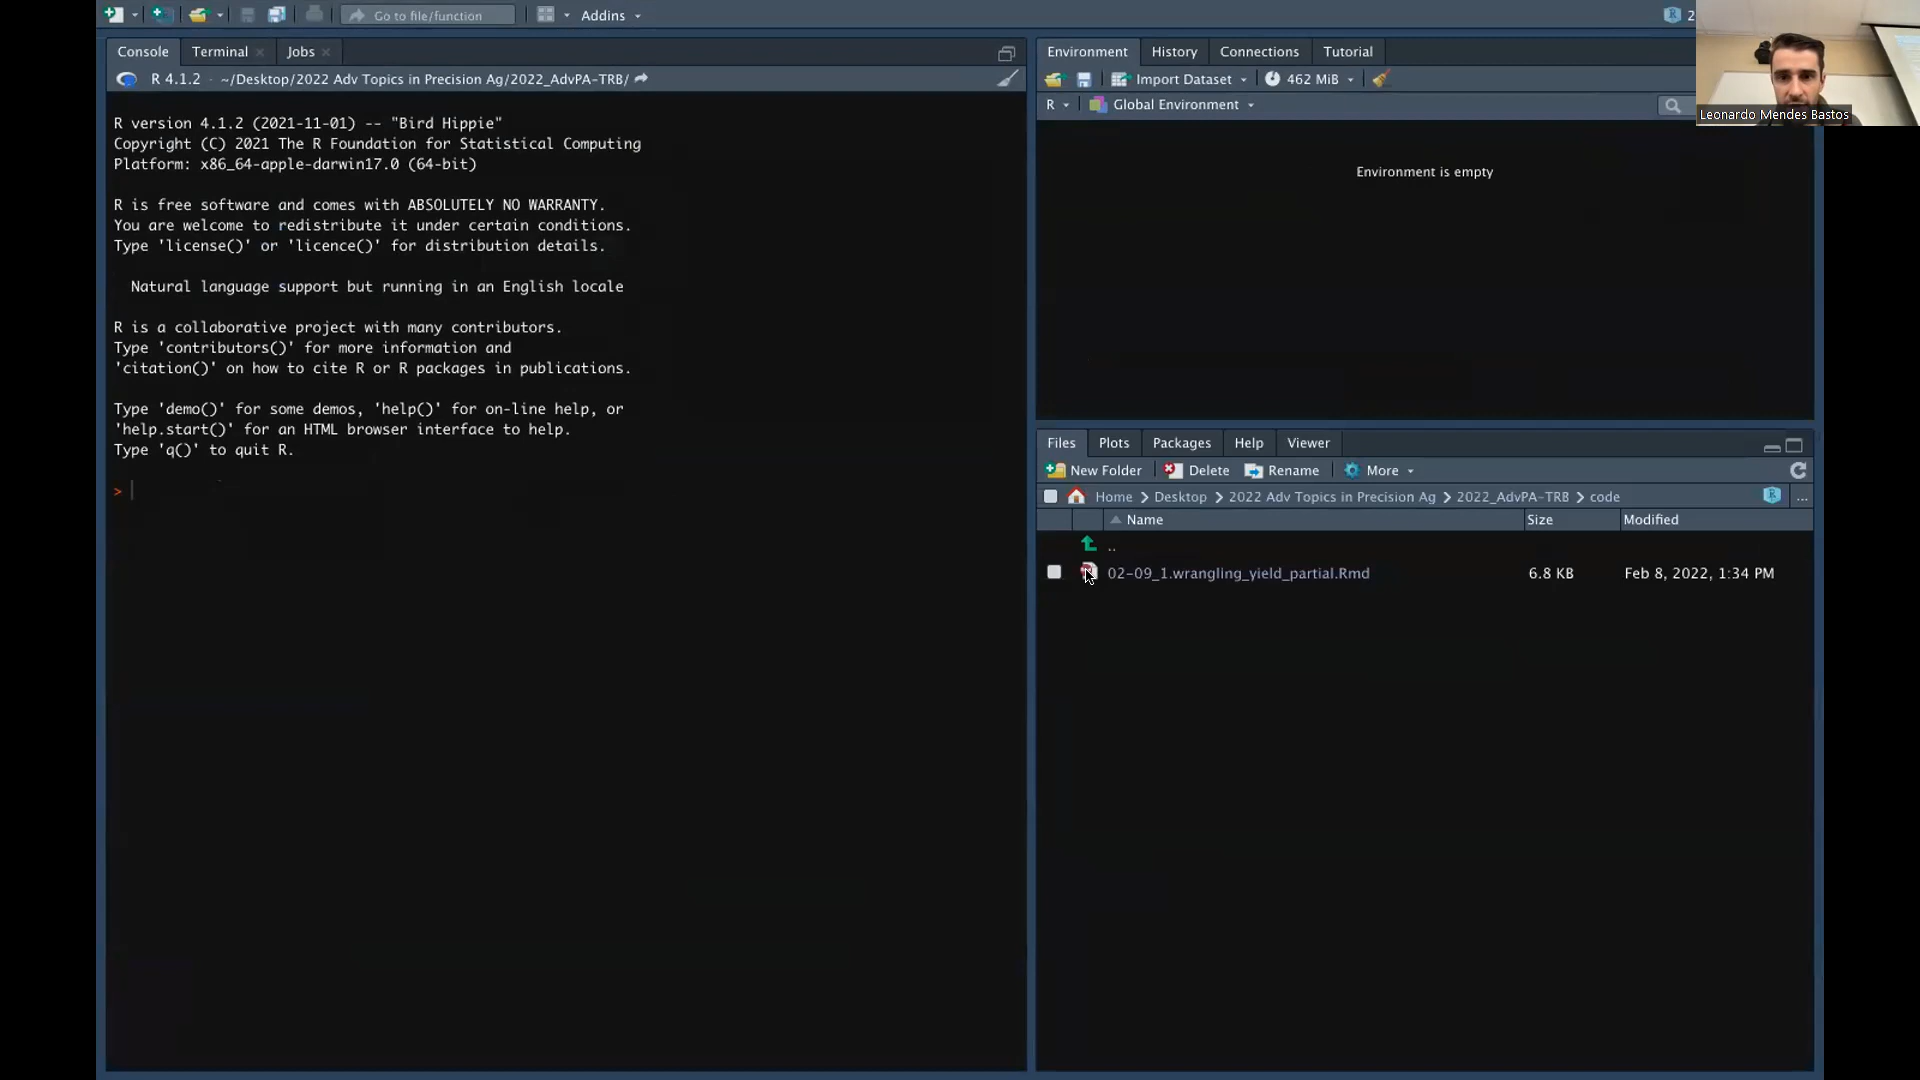 Go to file/function
Addins
2
Console Terminal Jobs
R 4.1.2 · ~/Desktop/2022 Adv Topics in Precision Ag/2022_AdvPA-TRB/
R version 4.1.2 (2021-11-01) -- "Bird Hippie"
Copyright (C) 2021 The R Foundation for Statistical Computing
Platform: x86_64-apple-darwin17.0 (64-bit)
R is free software and comes with ABSOLUTELY NO WARRANTY.
You are welcome to redistribute it under certain conditions.
Type 'license()' or 'licence()' for distribution details.
Natural language support but running in an English locale
R is a collaborative project with many contributors.
Type 'contributors()' for more information and
'citation()' on how to cite R or R packages in publications.
Type 'demo()' for some demos, 'help()' for on-line help, or
'help.start()' for an HTML browser interface to help.
Type 'q()' to quit R.
>
Environment History Connections Tutorial
Import Dataset 462 MiB
R Global Environment
Environment is empty
Leonardo Mendes Bastos
Files Plots Packages Help Viewer
New Folder Delete Rename More
Home Desktop 2022 Adv Topics in Precision Ag 2022_AdvPA-TRB code ...
Name Size Modified
..
02-09_1.wrangling_yield_partial.Rmd 6.8 KB Feb 8, 2022, 1:34 PM